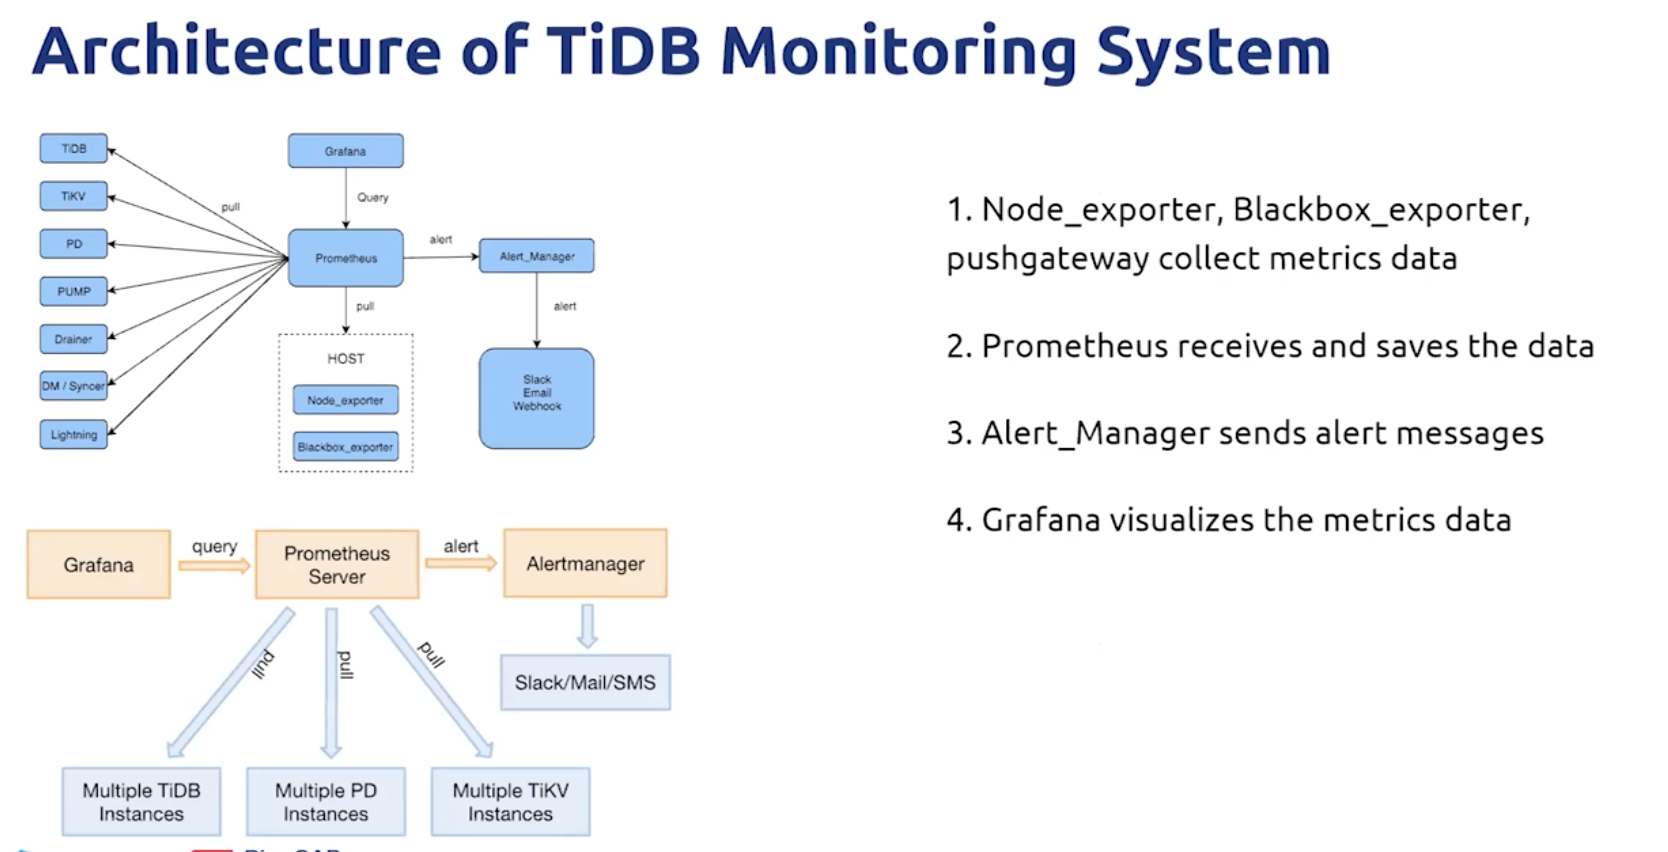 Architecture of TiDB Monitoring System
TiDB
TiKV
PD
PUMP
Drainer
DM / Syncer
Lightning
pull
Grafana
Query
Prometheus
alert
Alert_Manager
pull
alert
HOST
Node_exporter
Blackbox_exporter
Slack
Email
Webhook
Grafana
query
Prometheus
Server
alert
Alertmanager
pull
pull
pull
Slack/Mail/SMS
Multiple TiDB
Instances
Multiple PD
Instances
Multiple TiKV
Instances
1. Node_exporter, Blackbox_exporter,
pushgateway collect metrics data
2. Prometheus receives and saves the data
3. Alert_Manager sends alert messages
4. Grafana visualizes the metrics data